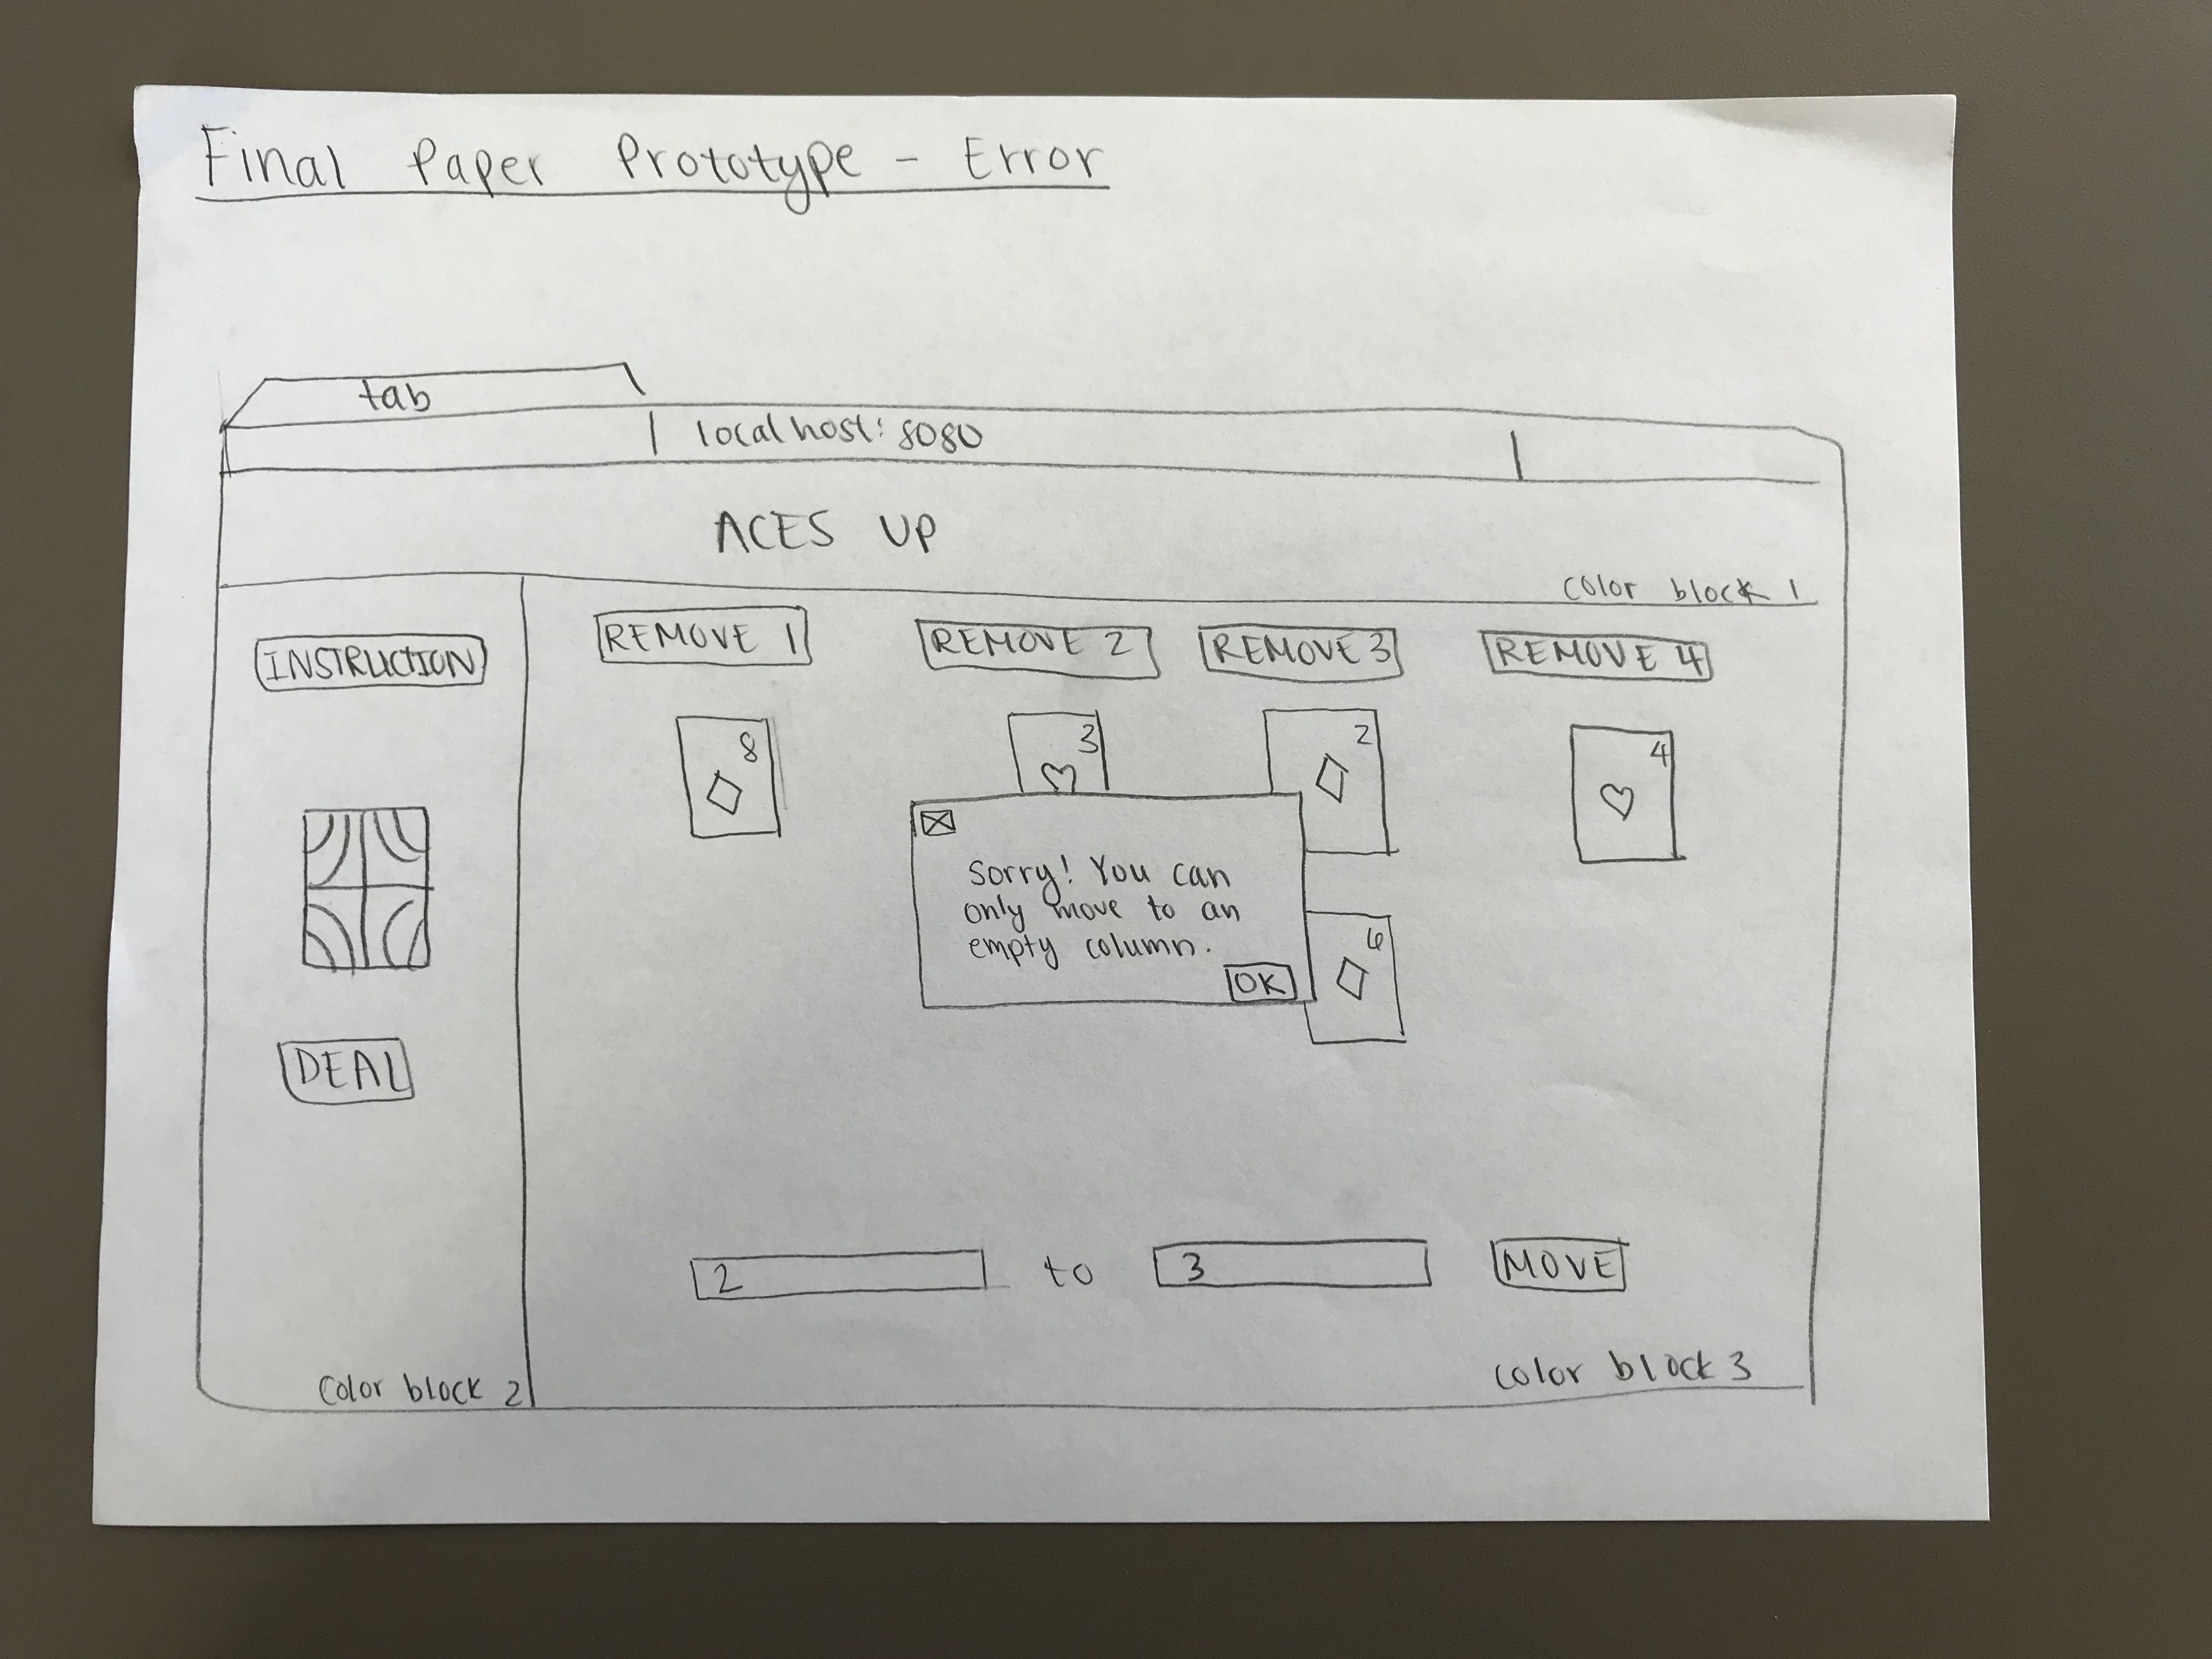 Final Paper Prototype - Error
tab
localhost:8080
ACES UP
color block 1
INSTRUCTION
REMOVE 1
REMOVE 2
REMOVE 3
REMOVE 4
8
3
2
4
Sorry! You can
only move to an
empty column.
OK
6
DEAL
2
to
3
MOVE
color block 2
color block 3